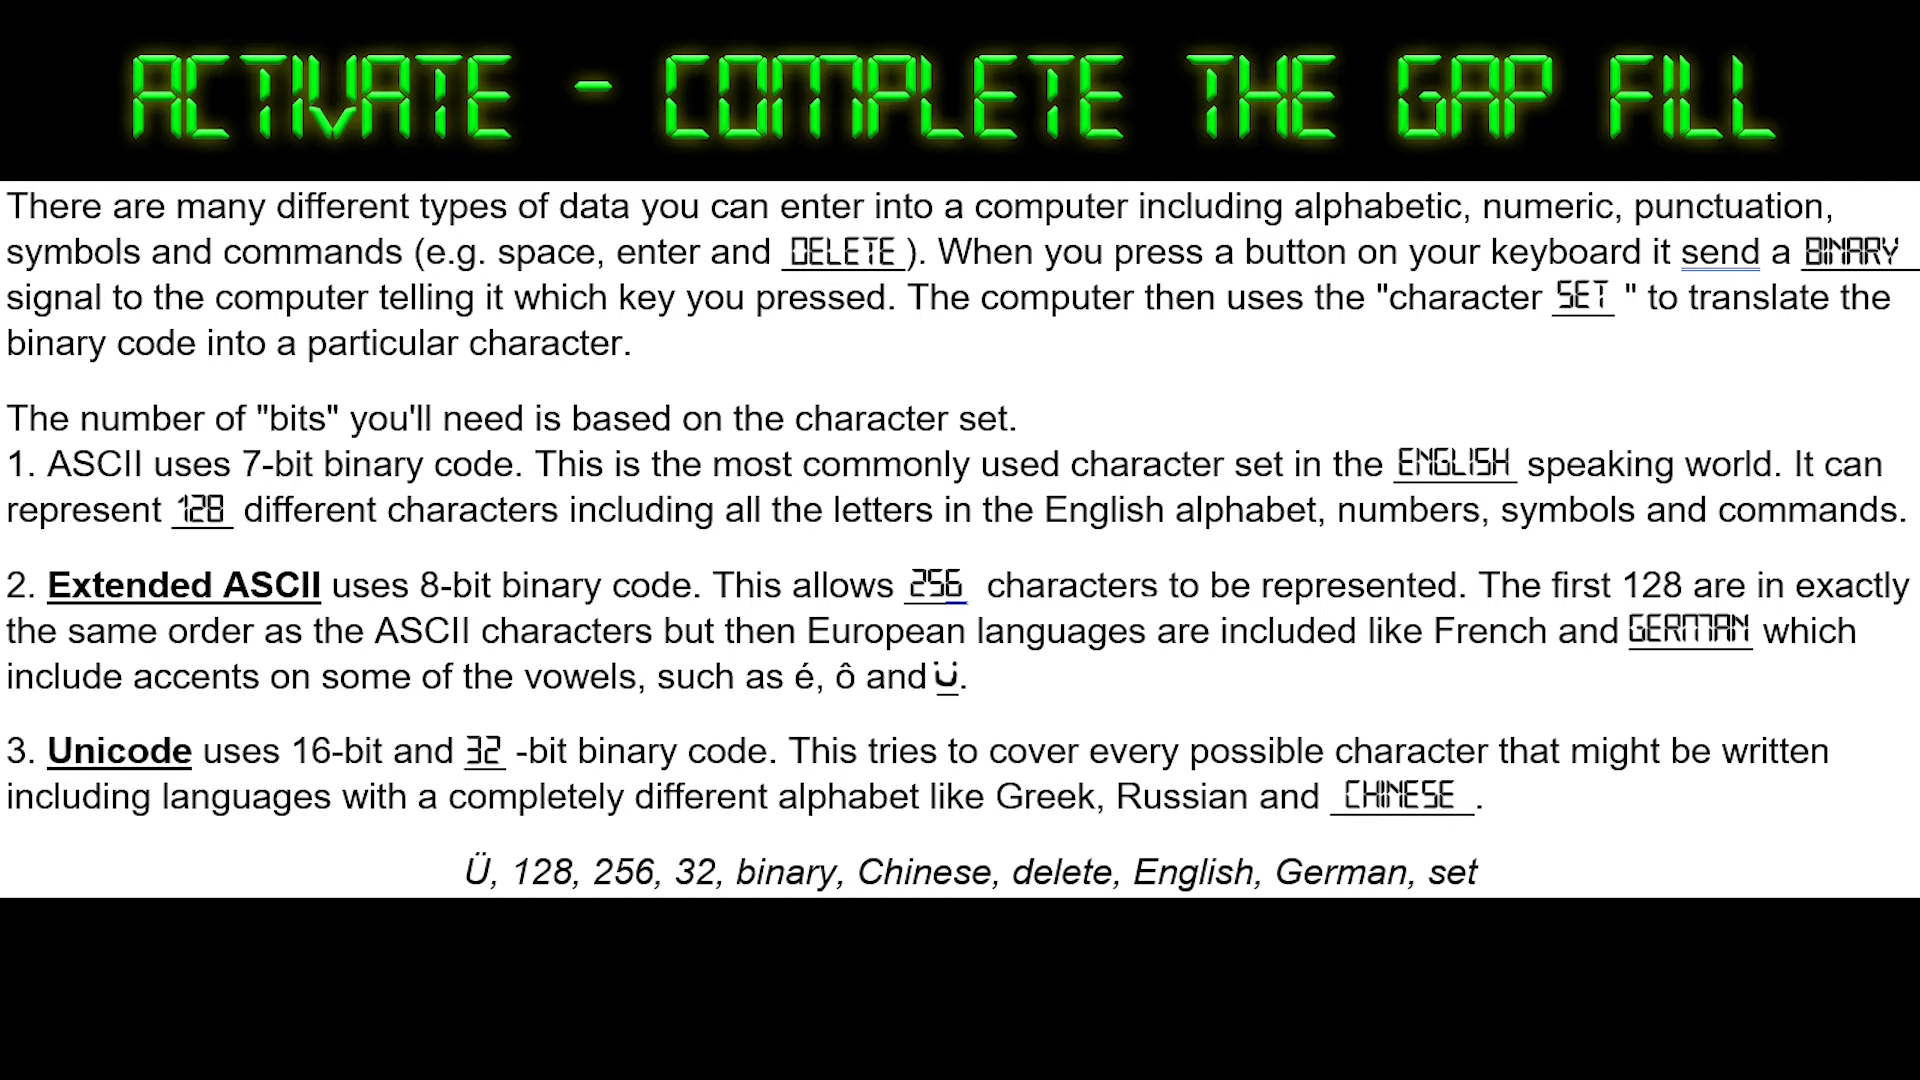 ACTIVATE - COMPLETE THE GAP FILL
There are many different types of data you can enter into a computer including alphabetic, numeric, punctuation,
symbols and commands (e.g. space, enter and DELETE). When you press a button on your keyboard it send a BINARY
signal to the computer telling it which key you pressed. The computer then uses the "character SET " to translate the
binary code into a particular character.
The number of "bits" you'll need is based on the character set.
1. ASCII uses 7-bit binary code. This is the most commonly used character set in the ENGLISH speaking world. It can
represent 128 different characters including all the letters in the English alphabet, numbers, symbols and commands.
2. Extended ASCII uses 8-bit binary code. This allows 256 characters to be represented. The first 128 are in exactly
the same order as the ASCII characters but then European languages are included like French and GERMAN which
include accents on some of the vowels, such as é, ô and Ü.
3. Unicode uses 16-bit and 32 -bit binary code. This tries to cover every possible character that might be written
including languages with a completely different alphabet like Greek, Russian and CHINESE.
Ü, 128, 256, 32, binary, Chinese, delete, English, German, set